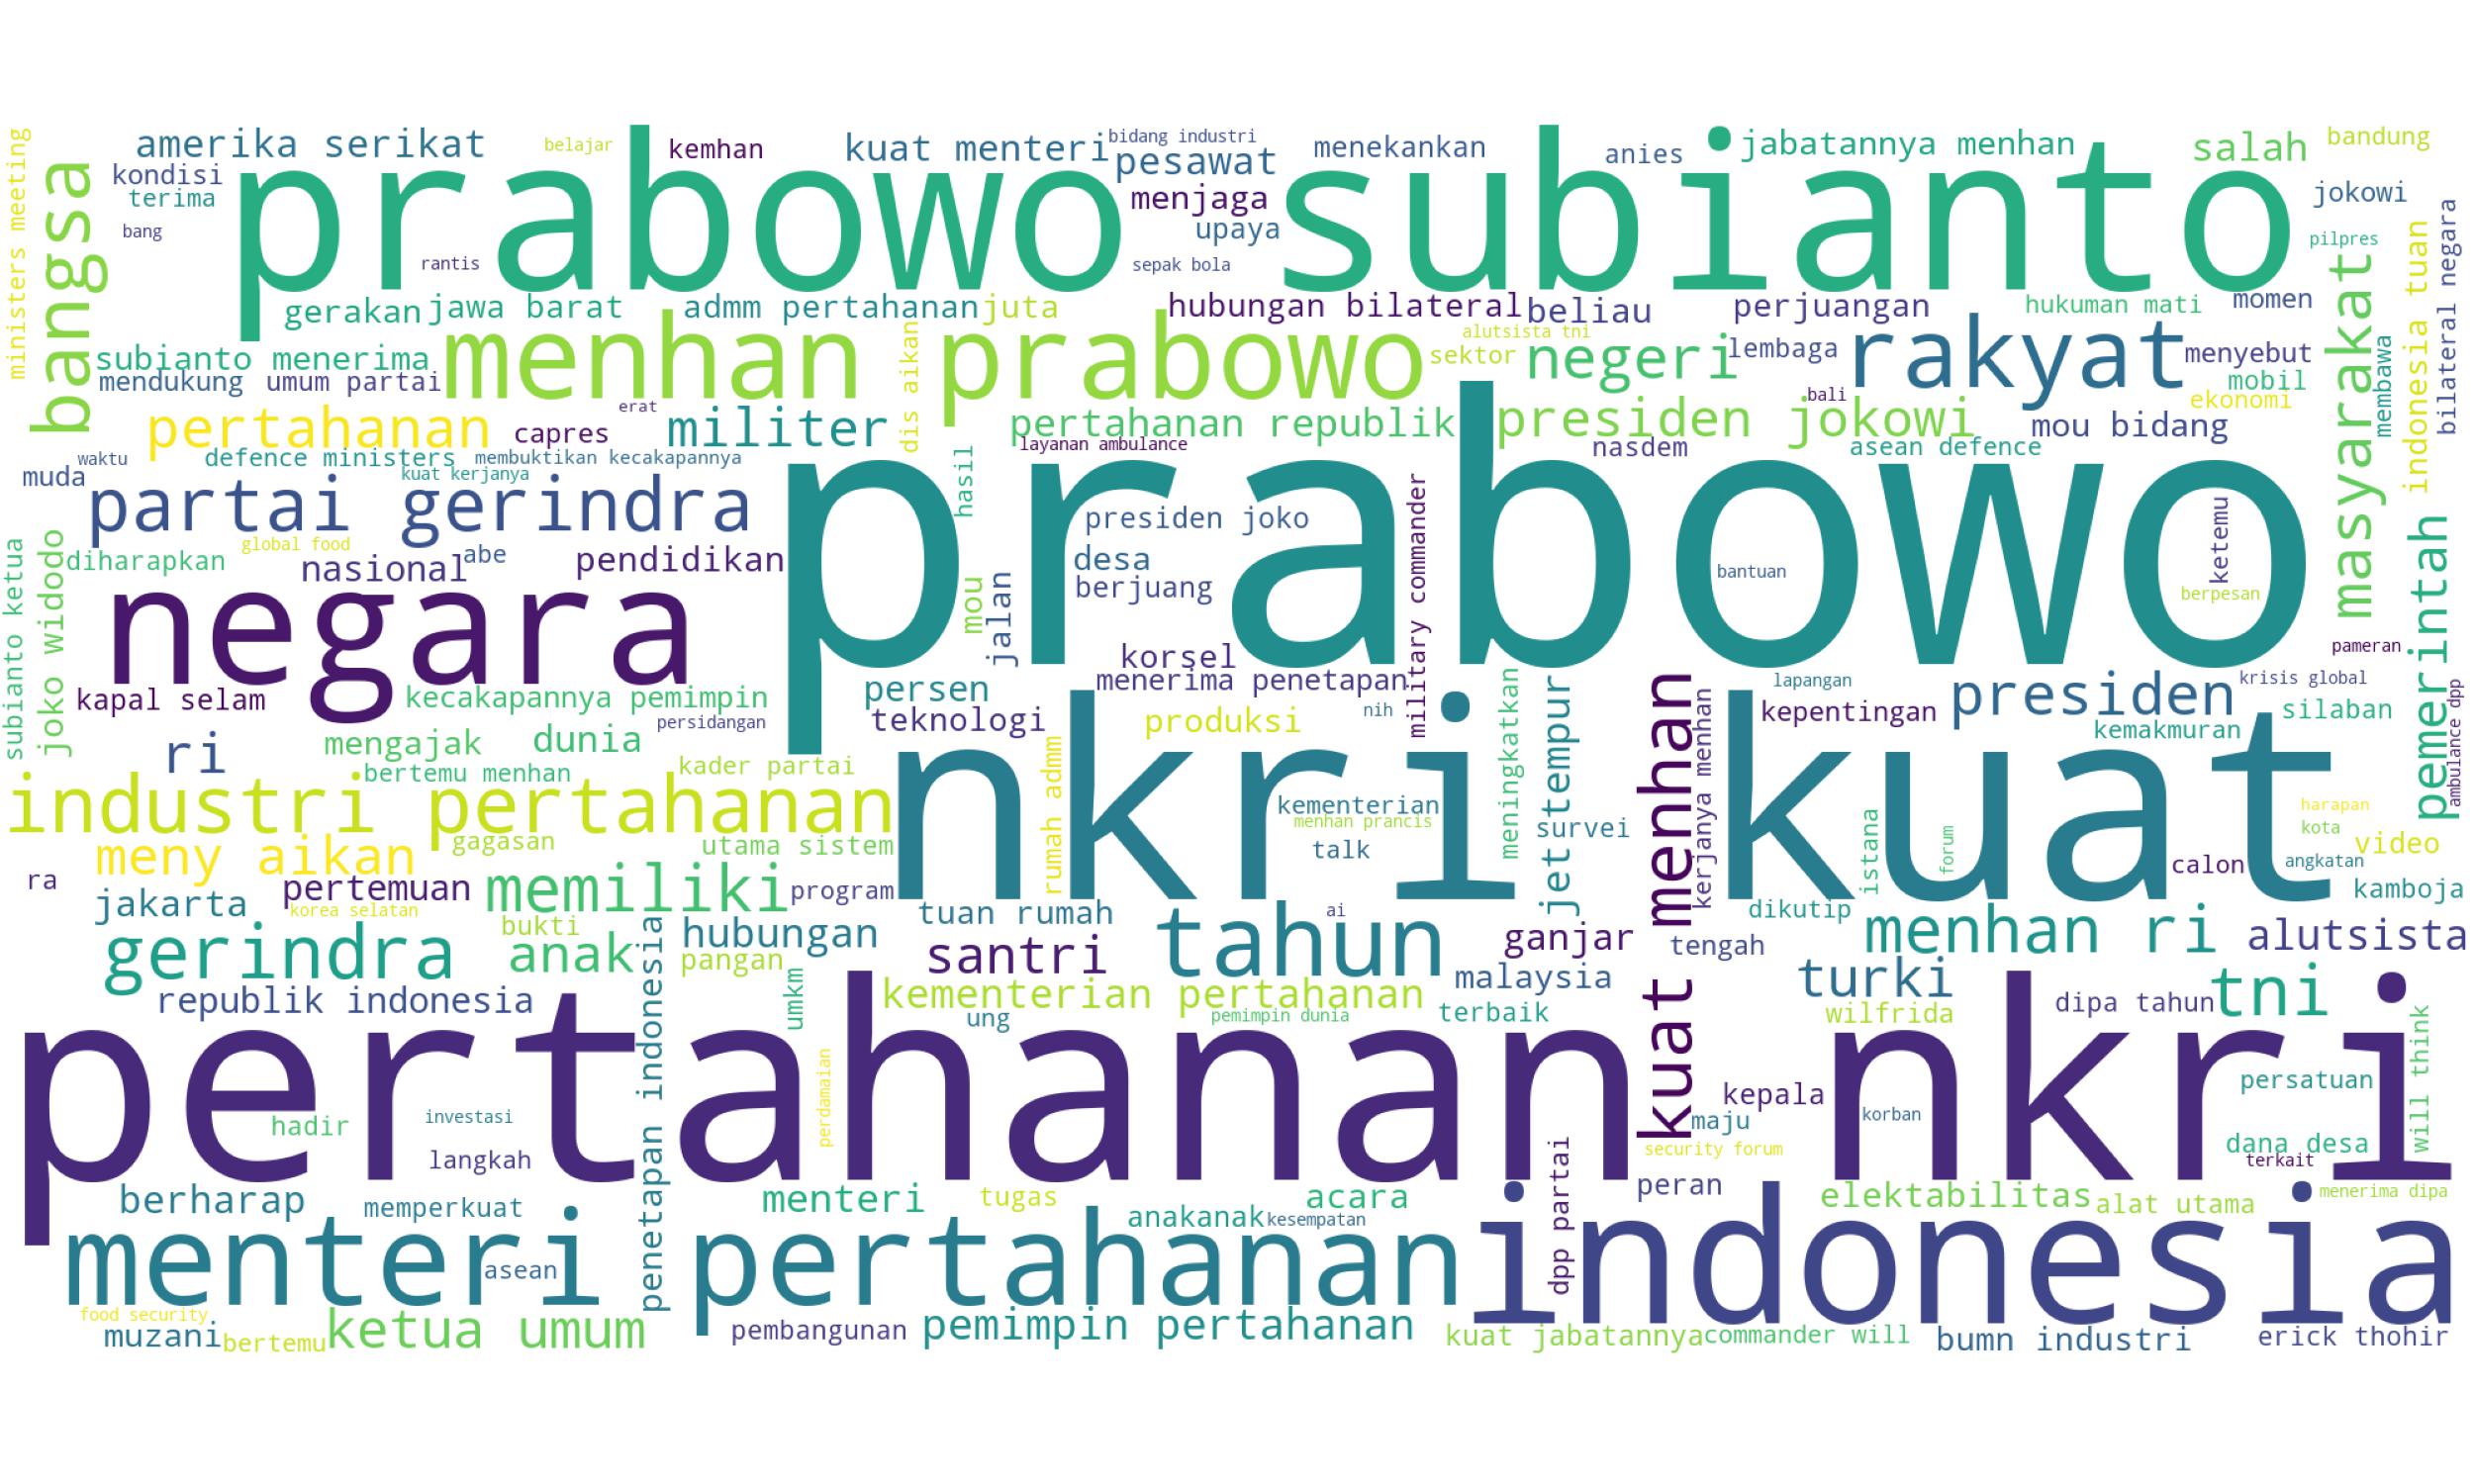 amerika serikat
belajar
kemhan
kuat menteri
bidang industri
pesawat
menekankan
anies
jabatannya menhan
salah
bandung
ministers meeting
bangsa
kondisi
terima
bang
prabowo subianto
rantis
menjaga
upaya
sepak bola
jokowi
pilpres
bilateral negara
indonesia tuan
masyarakat
gerakan
jawa barat
admm pertahanan
juta
hubungan bilateral
beliau
perjuangan
hukuman mati
momen
subianto menerima
mendukung
umum partai
menhan prabowo
dis aikan
alutsista tni
sektor
negeri
lembaga
rakyat
menyebut
mobil
membawa
ekonomi
bali
erat
pertahanan
capres
militer
pertahanan republik
presiden jokowi
mou bidang
layanan ambulance
nasdem
asean defence
waktu
muda
defence ministers
membuktikan kecakapannya
kuat kerjanya
partai gerindra
hasil
prabowo
presiden joko
military commander
ketemu
subianto ketua
joko widodo
global food
diharapkan
nasional
abe
pendidikan
desa
berjuang
bantuan
berpesan
mou
jalan
pemerintah
negara
korsel
pameran
kapal selam
kecakapannya pemimpin
persen
menerima penetapan
lapangan
presiden
krisis global
persidangan
teknologi
produksi
nih
meningkatkan
jet tempur
kuat menhan
kerjanya menhan
kepentingan
silaban
kemakmuran
ambulance dpp
ri
mengajak
dunia
bertemu menhan
kader partai
nkri kuat
industri pertahanan
rumah admm
kementerian
menhan prancis
survei
istana
forum
harapan
kota
video
gagasan
utama sistem
meny aikan
talk
calon
angkatan
ra
pertemuan
memiliki
program
kamboja
jakarta
korea selatan
bukti
tuan rumah
ai
tahun
dikutip
gerindra
anak
hubungan
pangan
santri
ganjar
tengah
menhan ri
alutsista
malaysia
turki
republik indonesia
penetapan indonesia
umkm
kementerian pertahanan
ung
pemimpin dunia
terbaik
wilfrida
dipa tahun
tni
pertahanan nkri
will think
perdamaian
persatuan
kepala
hadir
investasi
maju
korban
langkah
security forum
dana desa
terkait
dpp partai
berharap
memperkuat
menteri
tugas
acara
peran
elektabilitas
alat utama
menerima dipa
anakanak
kesempatan
menteri pertahanan
asean
indonesia
food security
muzani
bertemu
ketua umum
pembangunan
pemimpin pertahanan
kuat jabatannya
commander will
bumn industri
erick thohir